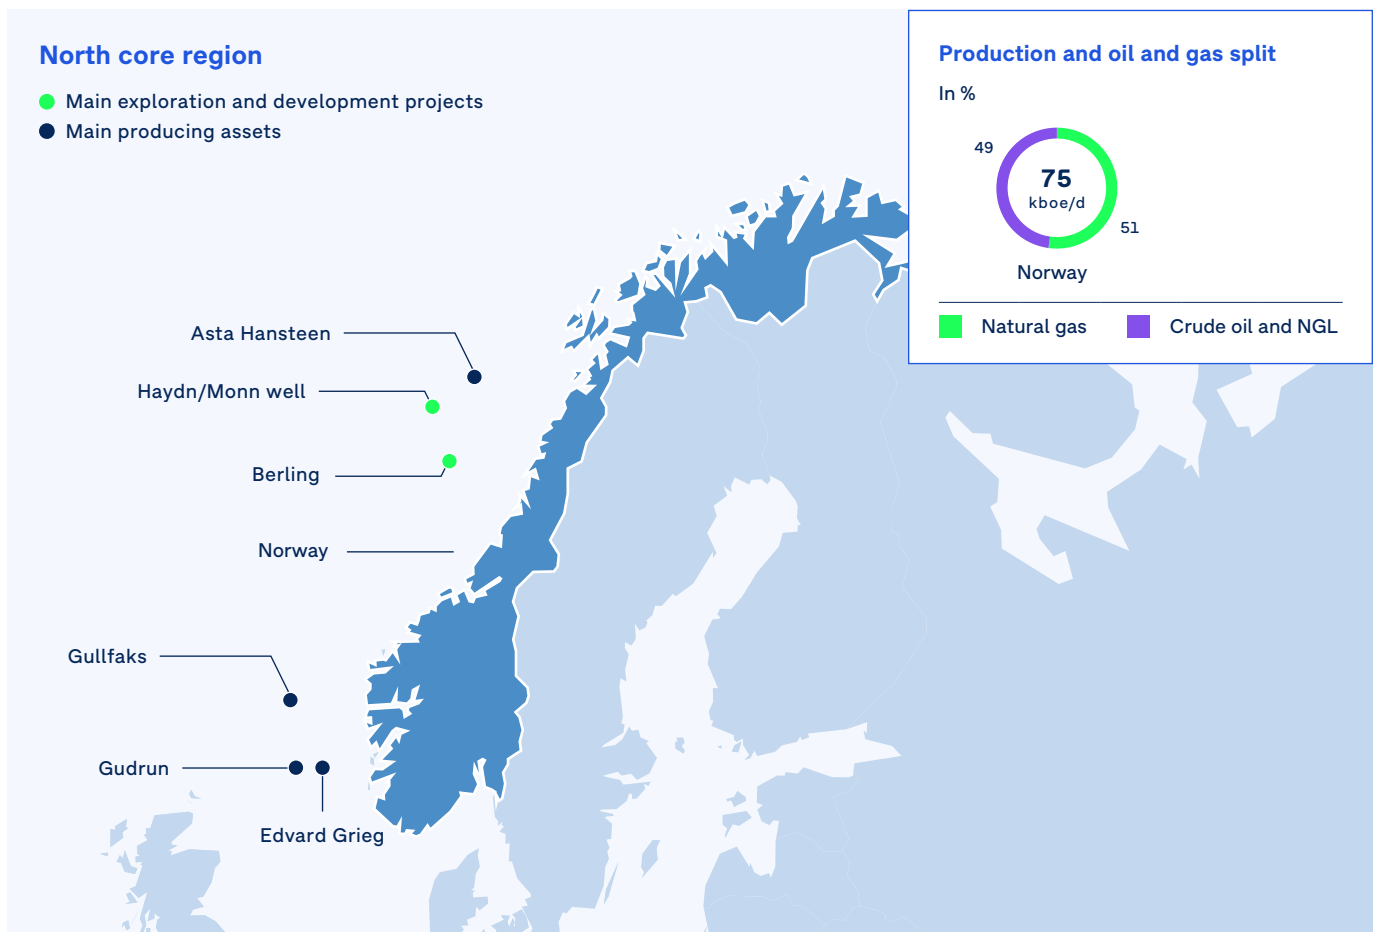 North core region
Main exploration and development projects
Main producing assets
Production and oil and gas split
In %
49
75
kboe/d
51
Norway
Natural gas
Crude oil and NGL
Asta Hansteen
Haydn/Monn well
Berling
Norway
Gullfaks
Gudrun
Edvard Grieg